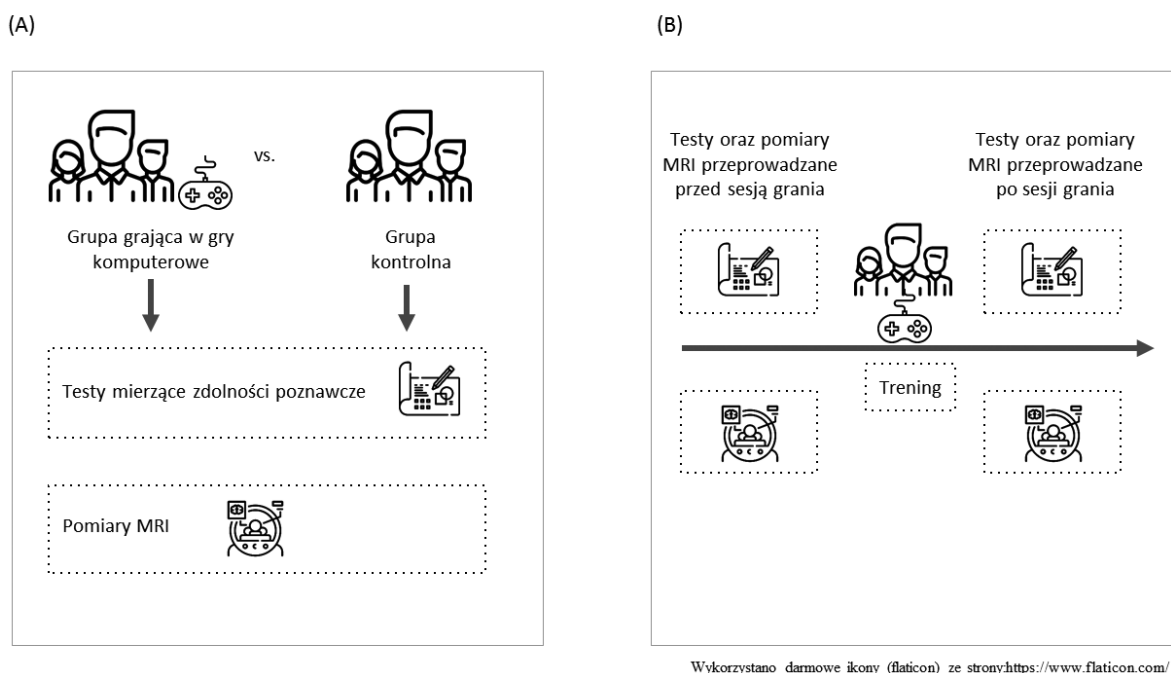 (A)
vs.
Grupa grająca w gry
komputerowe
Grupa
kontrolna
Testy mierzące zdolności poznawcze
Pomiary MRI
(B)
Testy oraz pomiary
MRI przeprowadzane
przed sesją grania
Testy oraz pomiary
MRI przeprowadzane
po sesji grania
Trening
Wykorzystano darmowe ikony (flaticon) ze strony:https://www.flaticon.com/